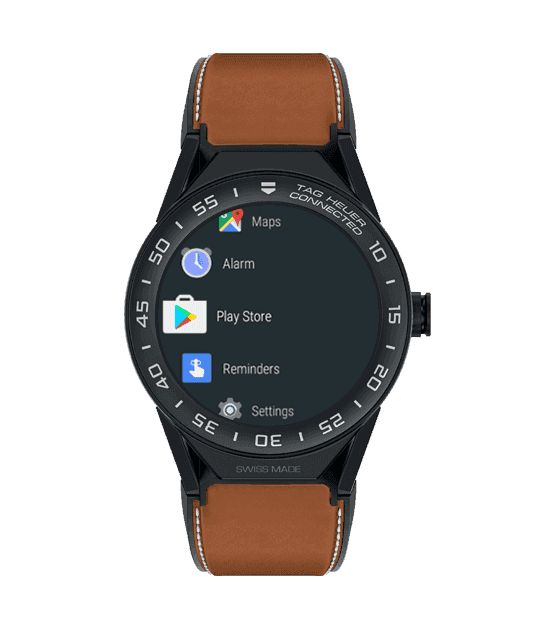 TAG HEUER
CONNECTED
10
15
20
25
30
35
40
45
50
55
Maps
Alarm
Play Store
Reminders
Settings
SWISS MADE